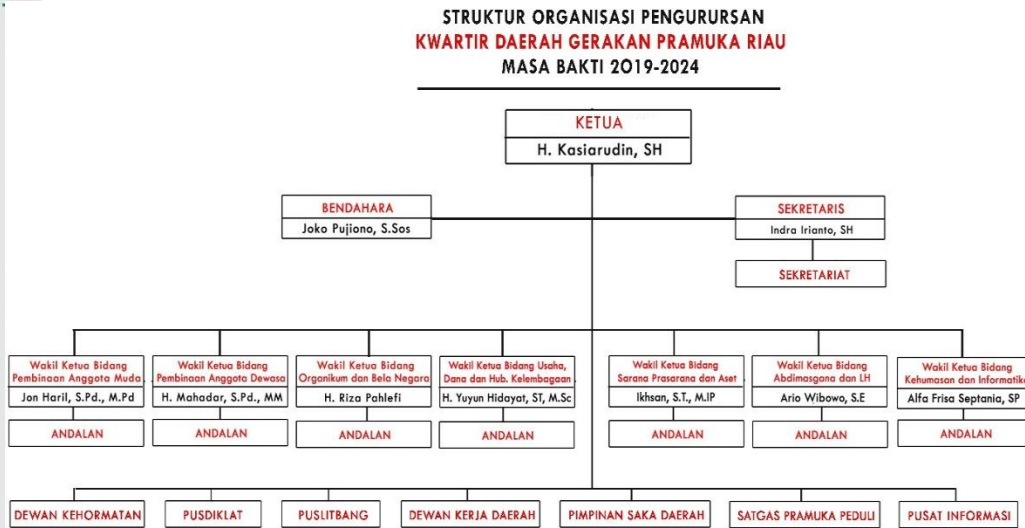 STRUKTUR ORGANISASI PENGURURSAN
KWARTIR DAERAH GERAKAN PRAMUKA RIAU
MASA BAKTI 2019-2024
KETUA
H. Kasiarudin, SH
BENDAHARA
Joko Pujiono, S.Sos
SEKRETARIS
Indra Irianto, SH
SEKRETARIAT
Wakil Ketua Bidang
Pembinaan Anggota Muda
Jon Haril, S.Pd., M.Pd
ANDALAN
Wakil Ketua Bidang
Pembinaan Anggota Dewasa
H. Mahadar, S.Pd., MM
ANDALAN
Wakil Ketua Bidang
Organikum dan Bela Negara
H. Riza Pahlefi
ANDALAN
Wakil Ketua Bidang Usaha,
Dana dan Hub. Kelembagaan
H. Yuyun Hidayat, ST, M.Sc
ANDALAN
Wakil Ketua Bidang
Sarana Prasarana dan Aset
Ikhsan, S.T., M.IP
ANDALAN
Wakil Ketua Bidang
Abdimasgana dan LH
Ario Wibowo, S.E
ANDALAN
Wakil Ketua Bidang
Kehumasan dan Informatika
Alfa Frisa Septania, SP
ANDALAN
DEWAN KEHORMATAN
PUSDIKLAT
PUSLITBANG
DEWAN KERJA DAERAH
PIMPINAN SAKA DAERAH
SATGAS PRAMUKA PEDULI
PUSAT INFORMASI